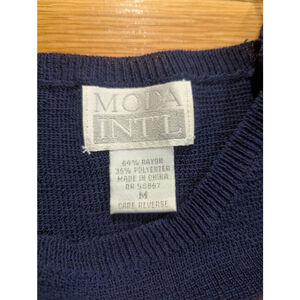 MODA
INT'L
64% RAYON
36% POLYESTER
MADE IN CHINA
RN 56867
M
CARE REVERSE